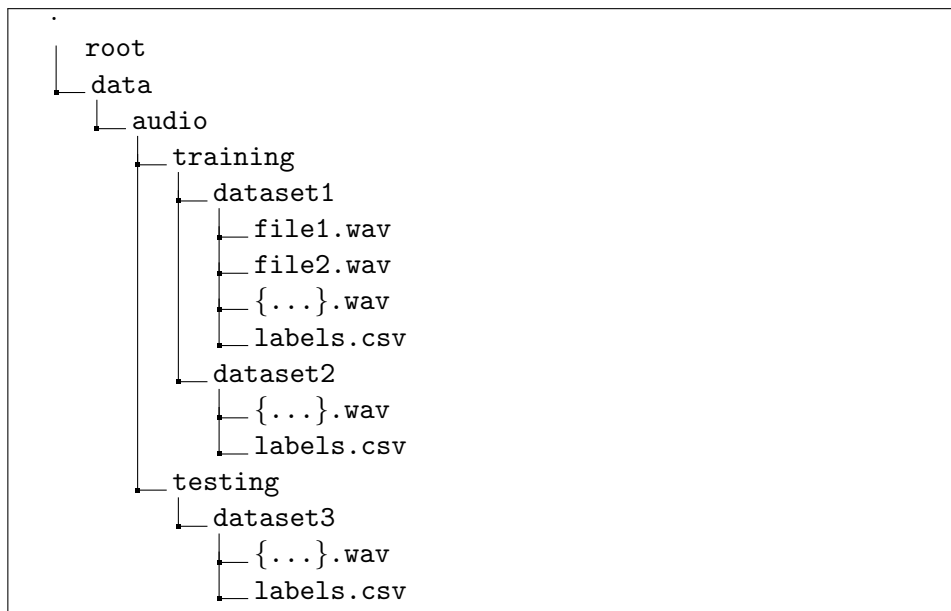 .
root
data
audio
training
dataset1
file1.wav
file2.wav
{...}.wav
labels.csv
dataset2
{...}.wav
labels.csv
testing
dataset3
{...}.wav
labels.csv